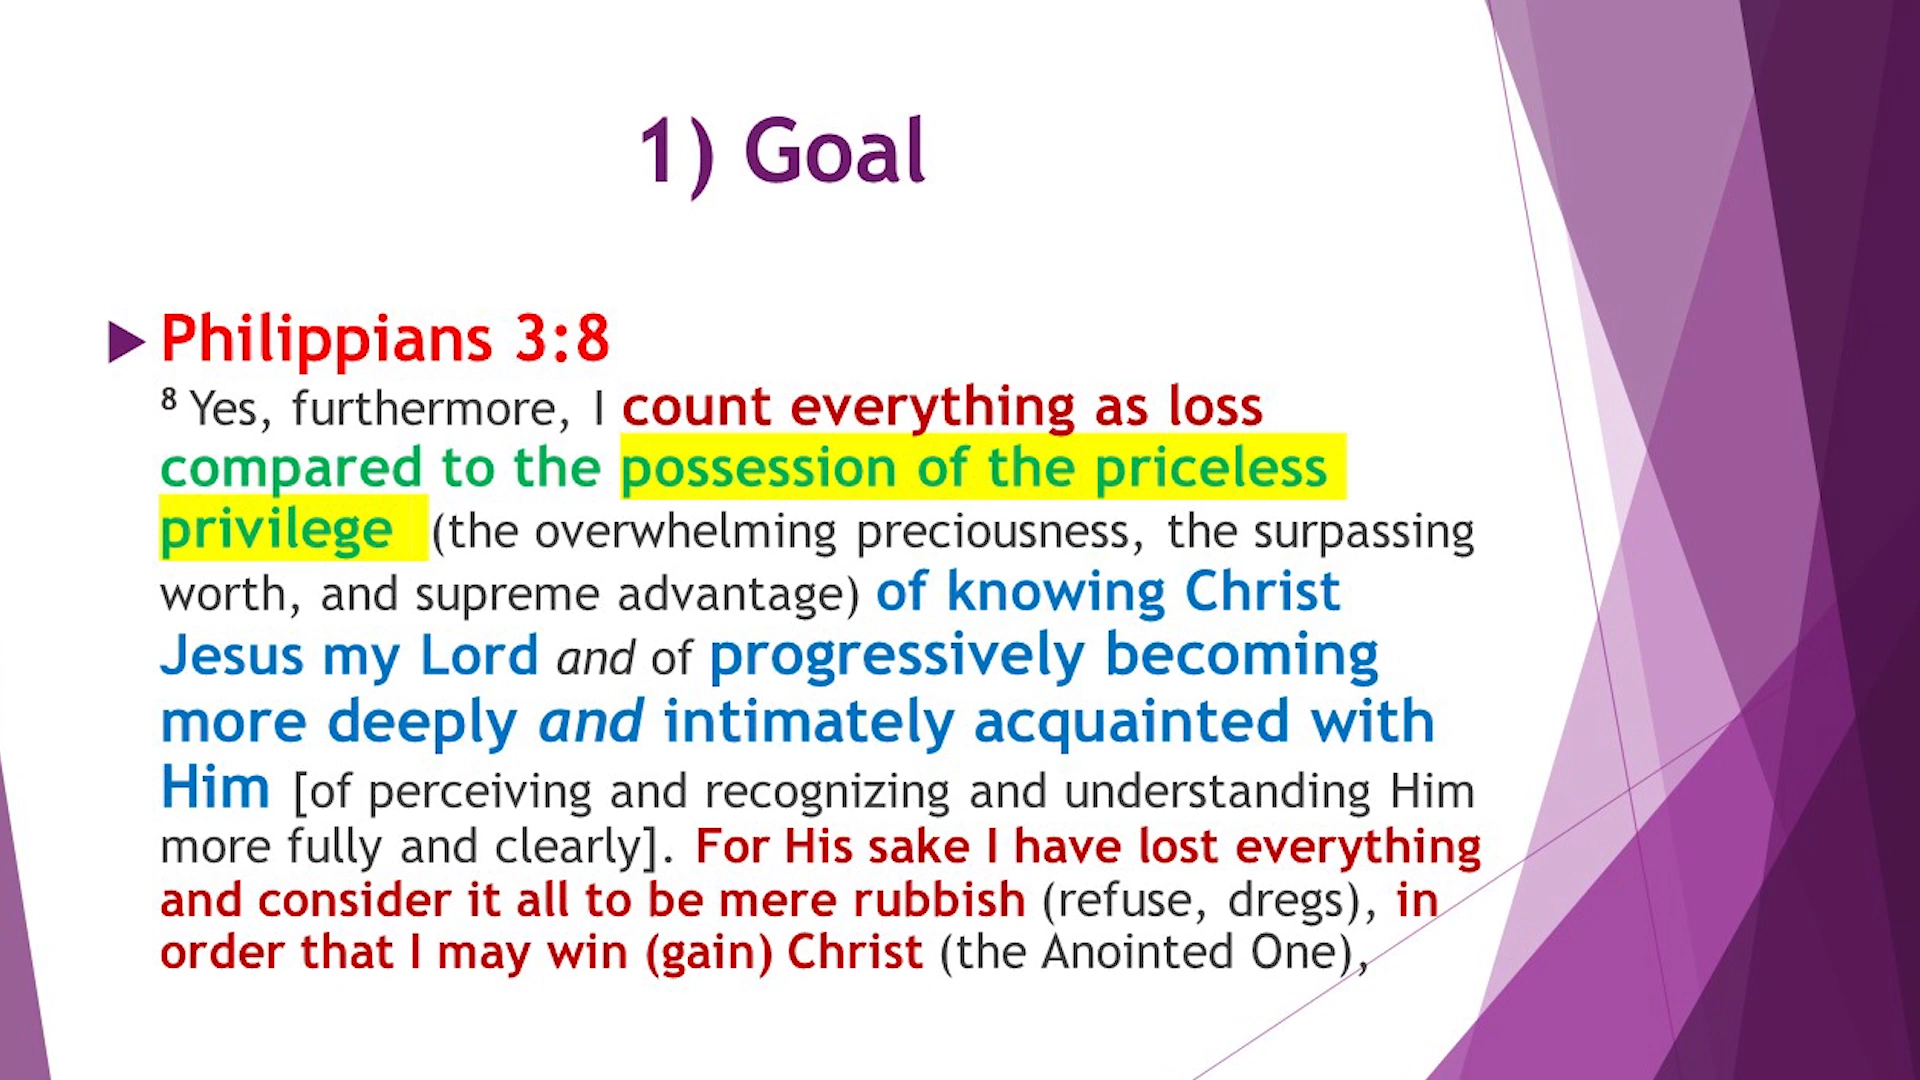 1) Goal
Philippians 3:8
8 Yes, furthermore, I count everything as loss
compared to the possession of the priceless
privilege (the overwhelming preciousness, the surpassing
worth, and supreme advantage) of knowing Christ
Jesus my Lord and of progressively becoming
more deeply and intimately acquainted with
Him [of perceiving and recognizing and understanding Him
more fully and clearly]. For His sake I have lost everything
and consider it all to be mere rubbish (refuse, dregs), in
order that I may win (gain) Christ (the Anointed One),